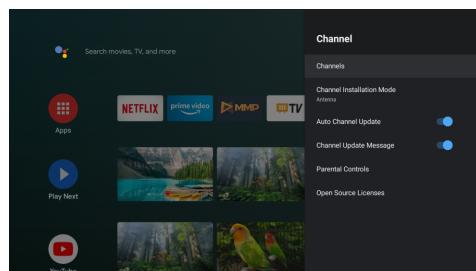 Search movies, TV, and more
Apps
NETFLIX
prime video
MMP
TV
Play Next
YouTube
Channel
Channels
Channel Installation Mode
Antenna
Auto Channel Update
Channel Update Message
Parental Controls
Open Source Licenses